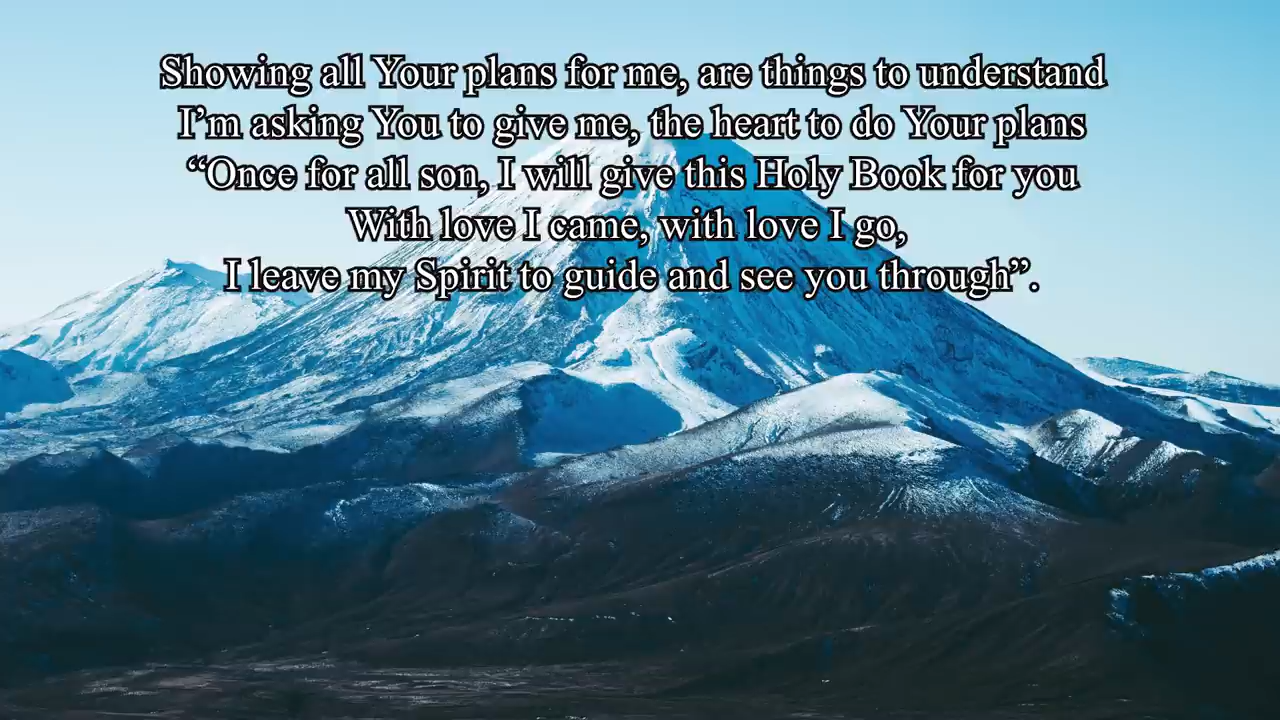 Showing all Your plans for me, are things to understand
I’m asking You to give me, the heart to do Your plans
“Once for all son, I will give this Holy Book for you
With love I came, with love I go,
I leave my Spirit to guide and see you through”.